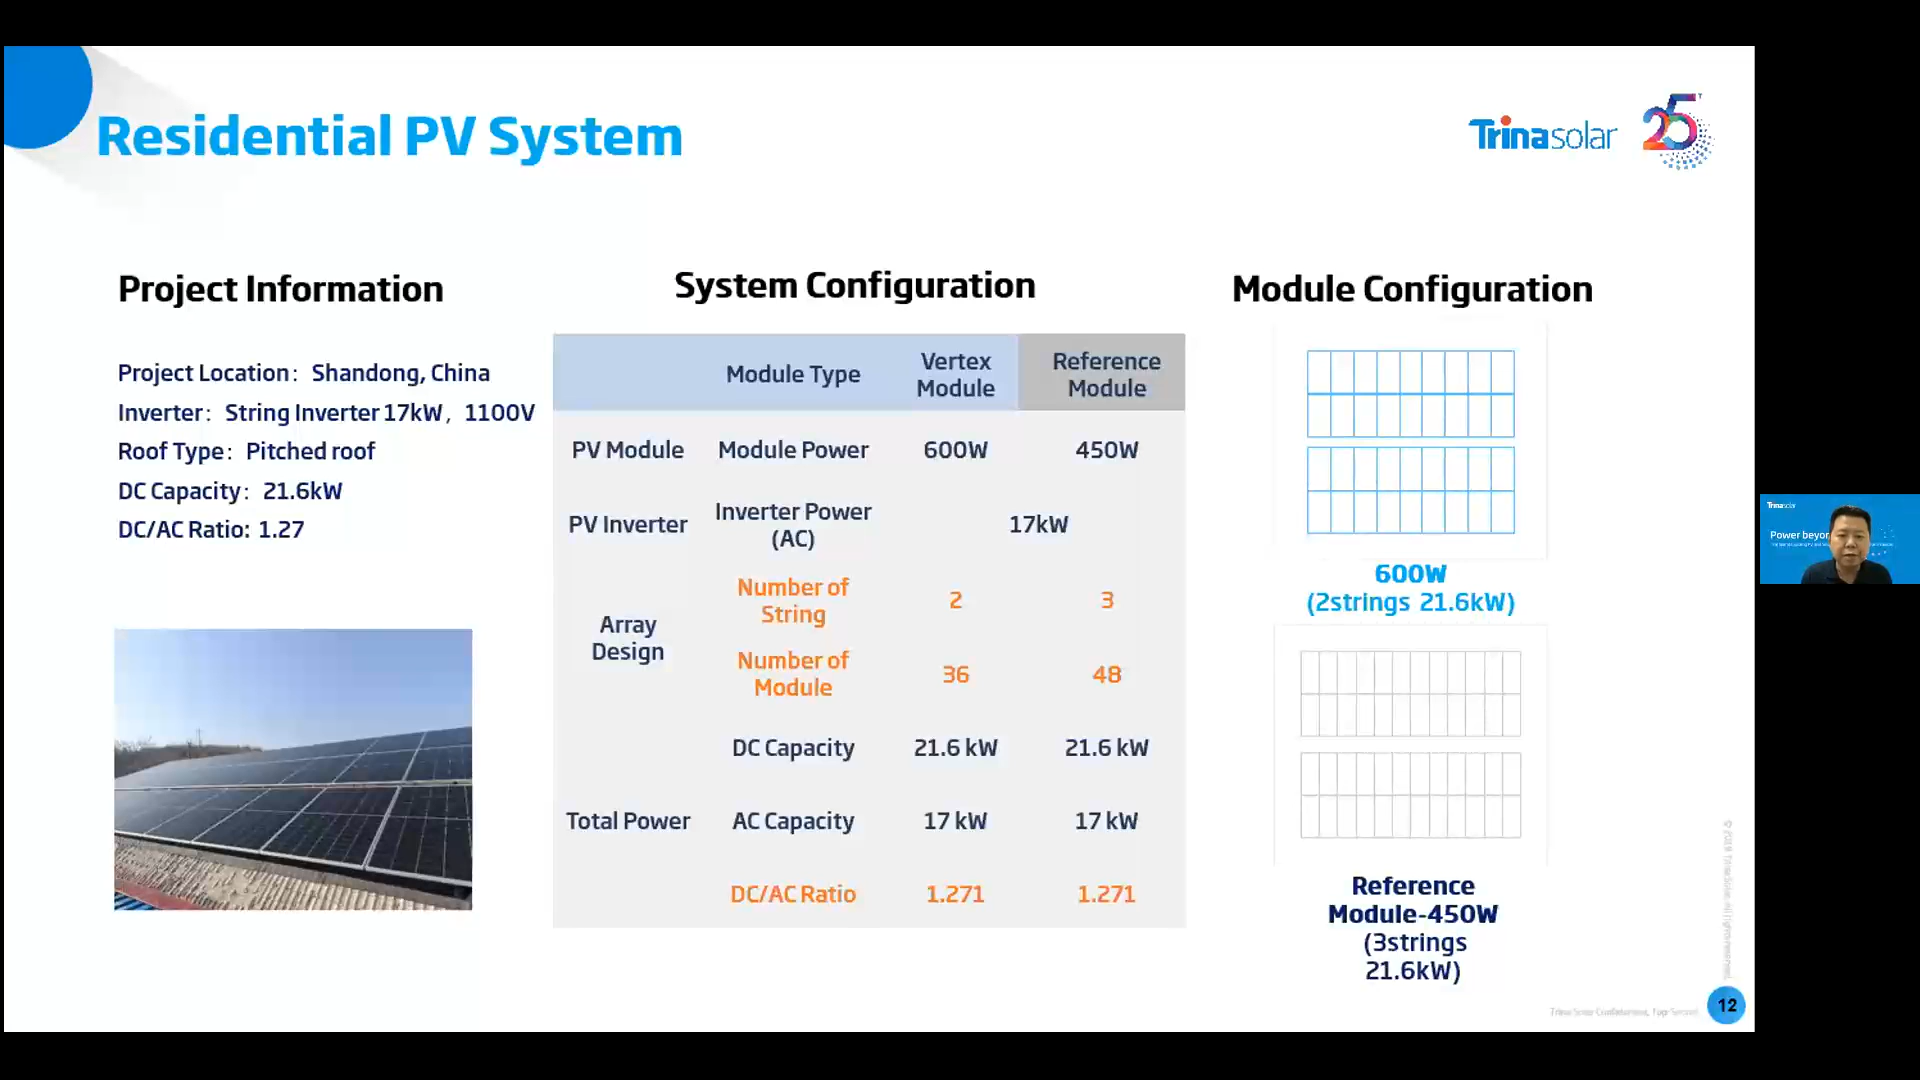 Residential PV System
Trinasolar
25
Project Information
Project Location: Shandong, China
Inverter: String Inverter 17kW, 1100V
Roof Type: Pitched roof
DC Capacity: 21.6kW
DC/AC Ratio: 1.27
System Configuration
Module Type
Vertex
Module
Reference
Module
PV Module
Module Power
600W
450W
PV Inverter
Inverter Power
(AC)
17kW
Array
Design
Number of
String
2
3
Number of
Module
36
48
DC Capacity
21.6 kW
21.6 kW
Total Power
AC Capacity
17 kW
17 kW
DC/AC Ratio
1.271
1.271
Module Configuration
600W
(2strings 21.6kW)
Reference
Module-450W
(3strings
21.6kW)
12
Trinasolar
Power beyon